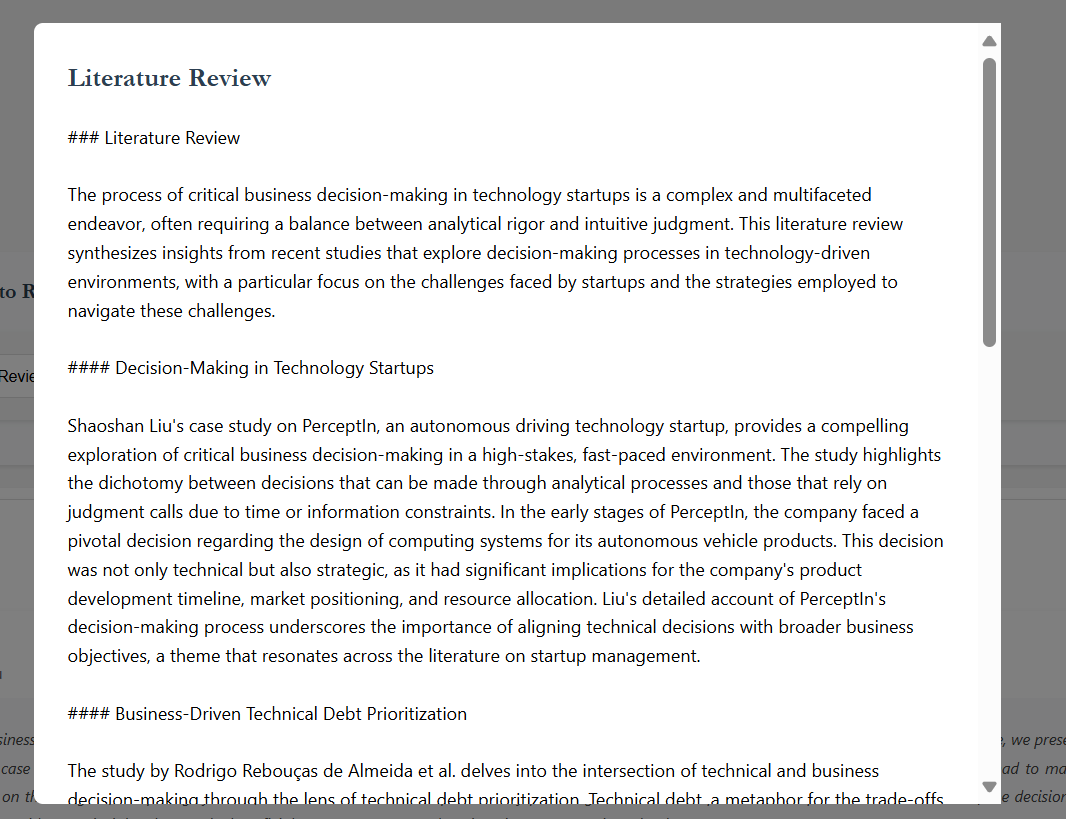 Literature Review
### Literature Review
The process of critical business decision-making in technology startups is a complex and multifaceted
endeavor, often requiring a balance between analytical rigor and intuitive judgment. This literature review
synthesizes insights from recent studies that explore decision-making processes in technology-driven
environments, with a particular focus on the challenges faced by startups and the strategies employed to
navigate these challenges.
#### Decision-Making in Technology Startups
Shaoshan Liu's case study on PerceptIn, an autonomous driving technology startup, provides a compelling
exploration of critical business decision-making in a high-stakes, fast-paced environment. The study highlights
the dichotomy between decisions that can be made through analytical processes and those that rely on
judgment calls due to time or information constraints. In the early stages of PerceptIn, the company faced a
pivotal decision regarding the design of computing systems for its autonomous vehicle products. This decision
was not only technical but also strategic, as it had significant implications for the company's product
development timeline, market positioning, and resource allocation. Liu's detailed account of PerceptIn's
decision-making process underscores the importance of aligning technical decisions with broader business
objectives, a theme that resonates across the literature on startup management.
#### Business-Driven Technical Debt Prioritization
The study by Rodrigo Rebouças de Almeida et al. delves into the intersection of technical and business
decision-making through the lens of technical debt prioritization. Technical debt, a metaphor for the trade-offs
to R
Revie
siness
case
on th
e, we prese
ad to ma
e decision